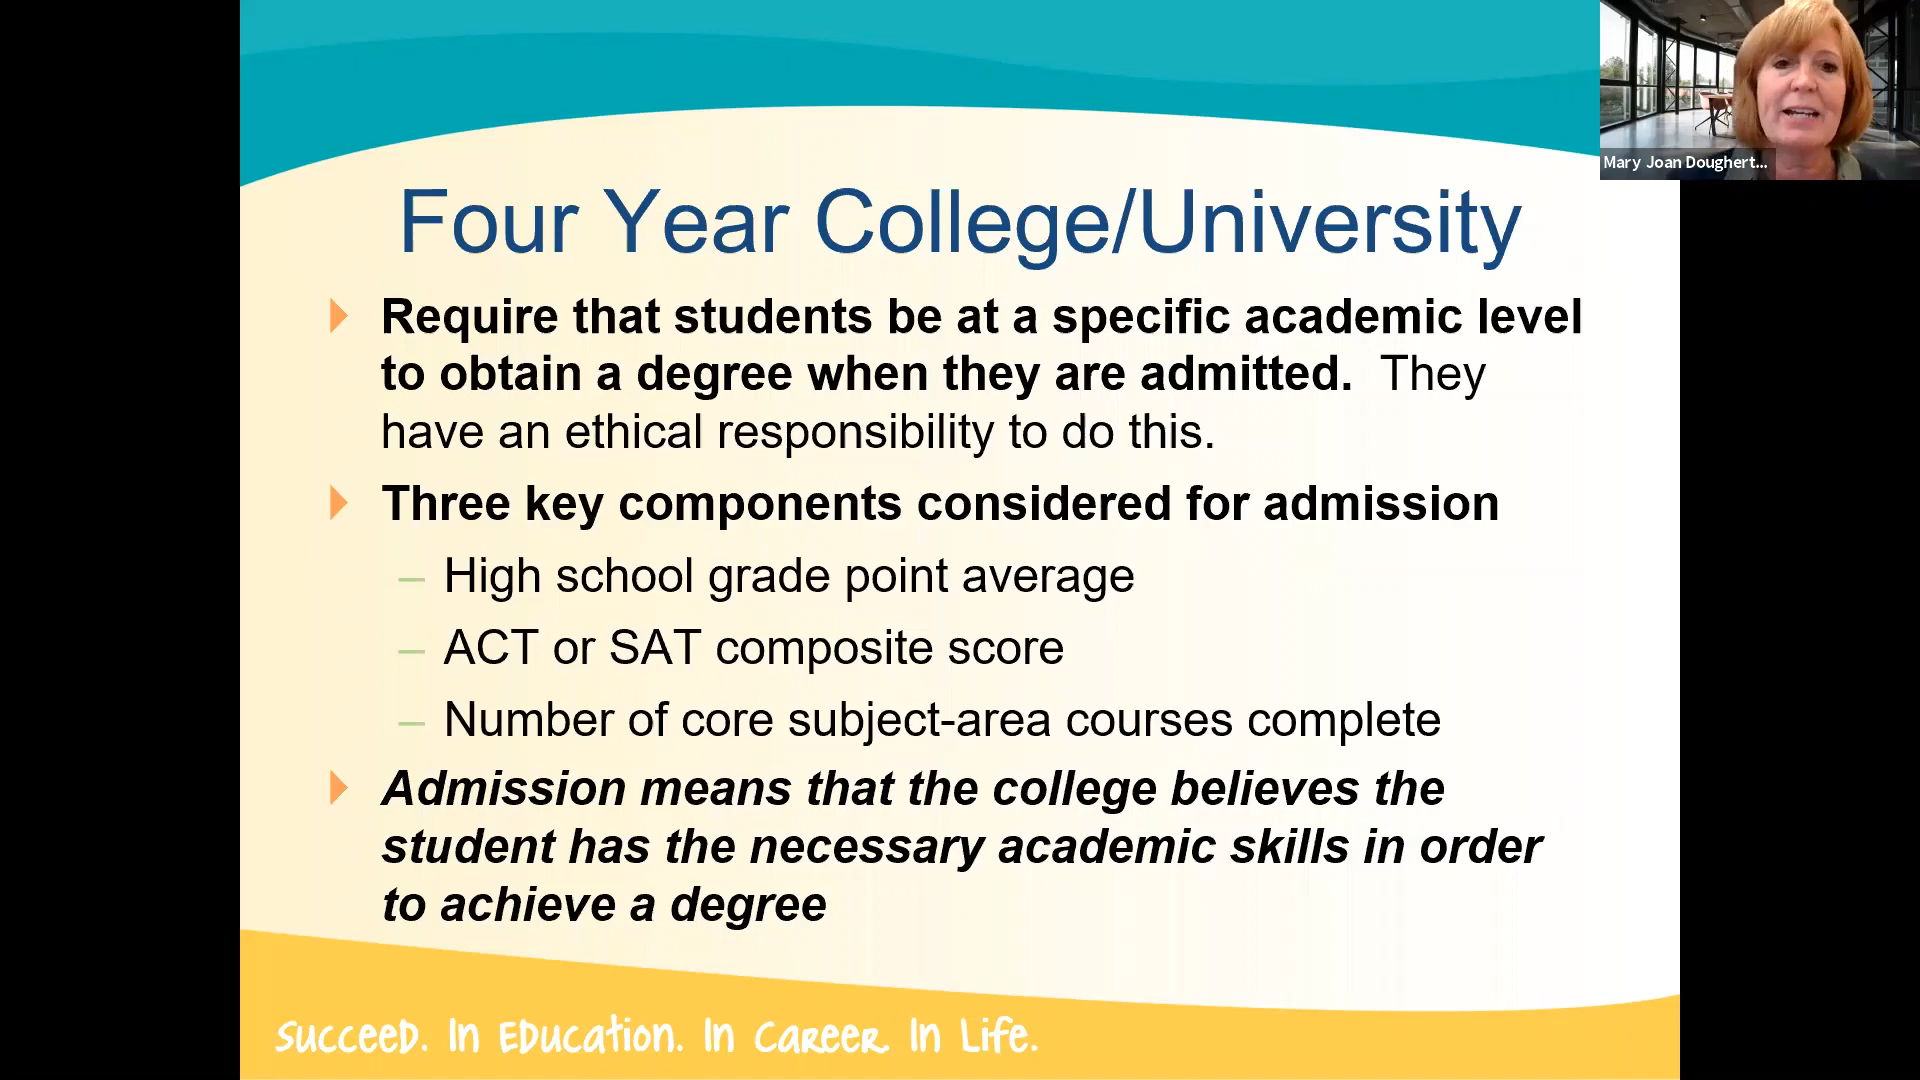 Mary Joan Doughert...
Four Year College/University
Require that students be at a specific academic level
to obtain a degree when they are admitted. They
have an ethical responsibility to do this.
Three key components considered for admission
– High school grade point average
– ACT or SAT composite score
– Number of core subject-area courses complete
Admission means that the college believes the
student has the necessary academic skills in order
to achieve a degree
Succeed. In Education. In Career. In Life.